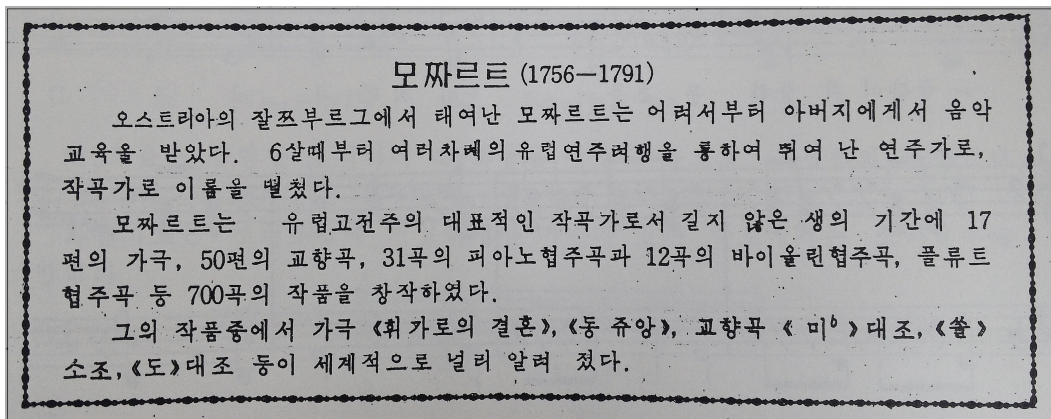 모짜르트 (1756—1791)
오스트리아의 잘쯔부르그에서 태여난 모짜르트는 어려서부터 아버지에게서 음악
교육을 받았다. 6살때부터 여러차례의 유럽연주려행을 통하여 뛰여 난 연주가로,
작곡가로 이름을 떨쳤다.
모짜르트는 유럽고전주의 대표적인 작곡가로서 길지 않은 생의 기간에 17
편의 가극, 50편의 교향곡, 31곡의 피아노협주곡과 12곡의 바이올린협주곡, 플류트
협주곡 등 700곡의 작품을 창작하였다.
그의 작품중에서 가극 《휘가로의 결혼》, 《동 쥬앙》, 교향곡 《 미♭ 》대조, 《쏠》
소조, 《도》대조 등이 세계적으로 널리 알려 졌다.